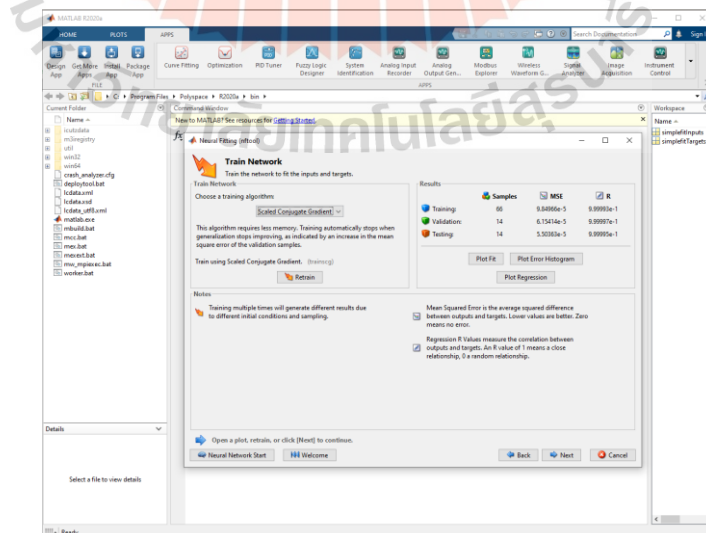 MATLAB R2020a
HOME PLOTS APPS
Search Documentation
Sign
Design App
Get More Apps
Install App
Package App
Curve Fitting
Optimization
PID Tuner
Fuzzy Logic Designer
System Identification
Analog Input Recorder
Analog Output Gen...
Modbus Explorer
Wireless Waveform G...
Signal Analyzer
Image Acquisition
Instrument Control
FILE
APPS
C: Program Files Polyspace R2020a bin
Current Folder
Command Window
Workspace
Name
New to MATLAB? See resources for Getting Started.
fx
Name
simplefitInputs
simplefitTargets
icutzdata
m3iregistry
util
win32
win64
crash_analyzer.cfg
deploytool.bat
lcdata.xml
lcdata.xsd
lcdata_utf8.xml
matlab.exe
mbuild.bat
mcc.bat
mex.bat
mexext.bat
mw_mpiexec.bat
worker.bat
Neural Fitting (nftool)
Train Network
Train the network to fit the inputs and targets.
Train Network
Choose a training algorithm:
Scaled Conjugate Gradient
This algorithm requires less memory. Training automatically stops when
generalization stops improving, as indicated by an increase in the mean
square error of the validation samples.
Train using Scaled Conjugate Gradient. (trainscg)
Retrain
Results
Samples MSE R
Training: 66 9.84966e-5 9.99993e-1
Validation: 14 6.15414e-5 9.99997e-1
Testing: 14 5.50363e-5 9.99995e-1
Plot Fit Plot Error Histogram
Plot Regression
Notes
Training multiple times will generate different results due
to different initial conditions and sampling.
Mean Squared Error is the average squared difference
between outputs and targets. Lower values are better. Zero
means no error.
Regression R Values measure the correlation between
outputs and targets. An R value of 1 means a close
relationship, 0 a random relationship.
Open a plot, retrain, or click [Next] to continue.
Neural Network Start Welcome Back Next Cancel
Details
Select a file to view details
Ready